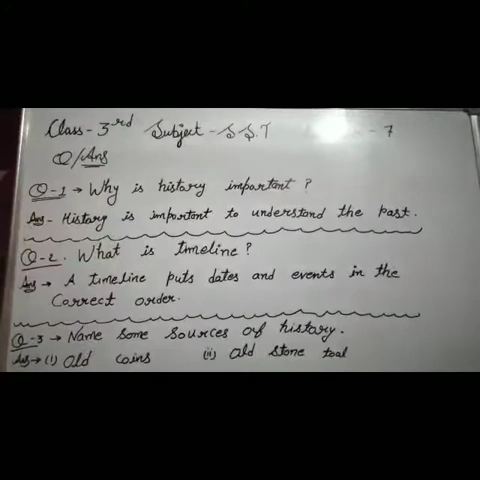 Class - 3rd Subject - S.S.T - 7
Q/Ans
Q-1 → Why is history important?
Ans - History is important to understand the past.
Q-2. What is timeline?
Ans → A timeline puts dates and events in the
Correct order.
Q-3 → Name some sources of history.
Ans → (i) Old coins (ii) Old stone tool